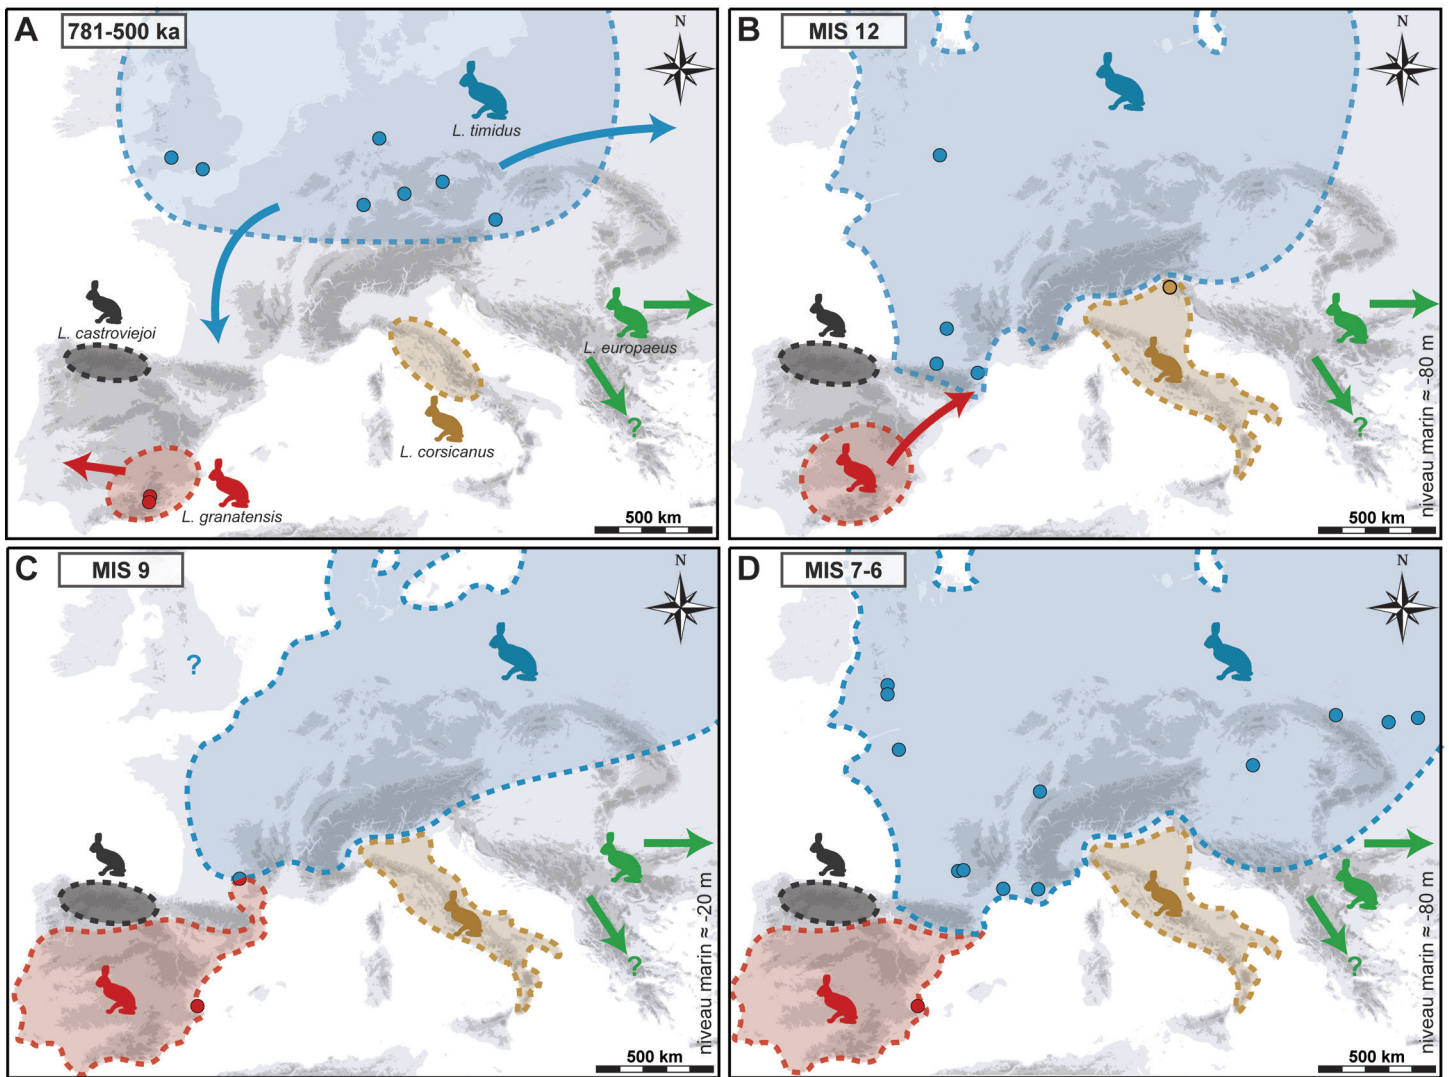 A
781-500 ka
N
L. timidus
L. castroviejoi
L. europaeus
?
L. corsicanus
L. granatensis
500 km
B
MIS 12
N
?
niveau marin ≈ -80 m
500 km
C
MIS 9
N
?
?
niveau marin ≈ -20 m
500 km
D
MIS 7-6
N
?
niveau marin ≈ -80 m
500 km